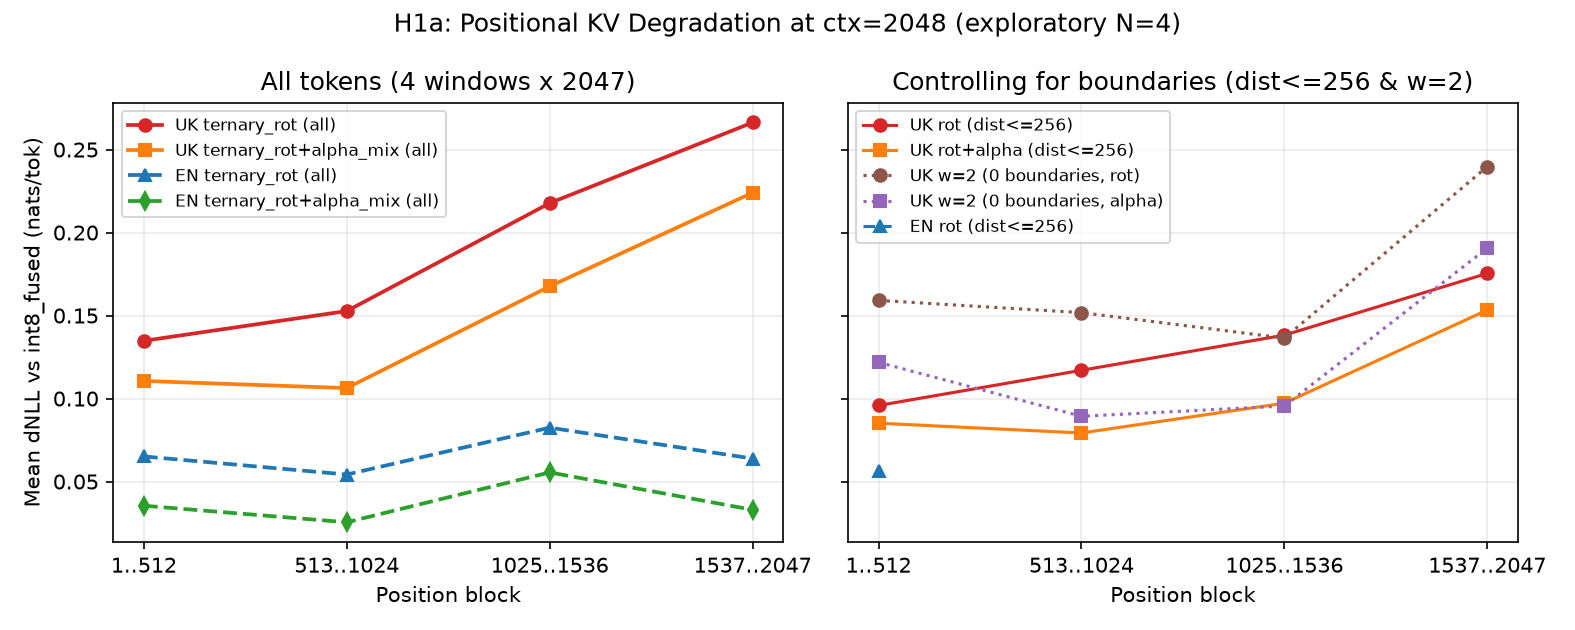 H1a: Positional KV Degradation at ctx=2048 (exploratory N=4)
All tokens (4 windows x 2047)
UK ternary_rot (all)
UK ternary_rot+alpha_mix (all)
EN ternary_rot (all)
EN ternary_rot+alpha_mix (all)
Mean dNLL vs int8_fused (nats/tok)
0.25
0.20
0.15
0.10
0.05
1..512
513..1024
1025..1536
1537..2047
Position block
Controlling for boundaries (dist<=256 & w=2)
UK rot (dist<=256)
UK rot+alpha (dist<=256)
UK w=2 (0 boundaries, rot)
UK w=2 (0 boundaries, alpha)
EN rot (dist<=256)
1..512
513..1024
1025..1536
1537..2047
Position block